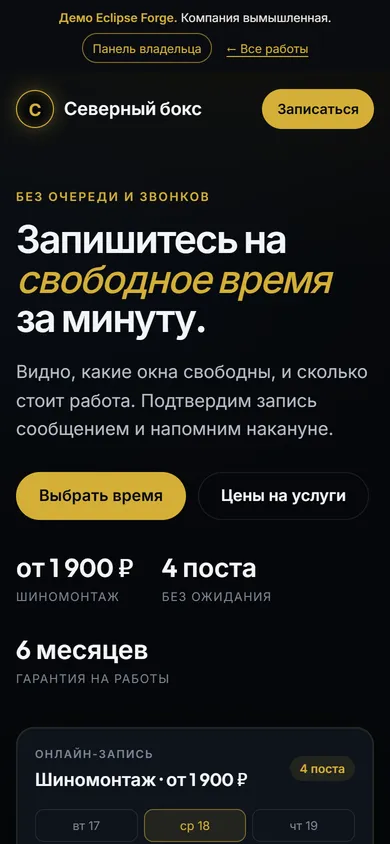 Демо Eclipse Forge. Компания вымышленная.
Панель владельца
← Все работы
С
Северный бокс
Записаться
БЕЗ ОЧЕРЕДИ И ЗВОНКОВ
Запишитесь на
свободное время
за минуту.
Видно, какие окна свободны, и сколько
стоит работа. Подтвердим запись
сообщением и напомним накануне.
Выбрать время
Цены на услуги
от 1 900 ₽
ШИНОМОНТАЖ
4 поста
БЕЗ ОЖИДАНИЯ
6 месяцев
ГАРАНТИЯ НА РАБОТЫ
ОНЛАЙН-ЗАПИСЬ
Шиномонтаж · от 1 900 ₽
4 поста
вт 17
ср 18
чт 19